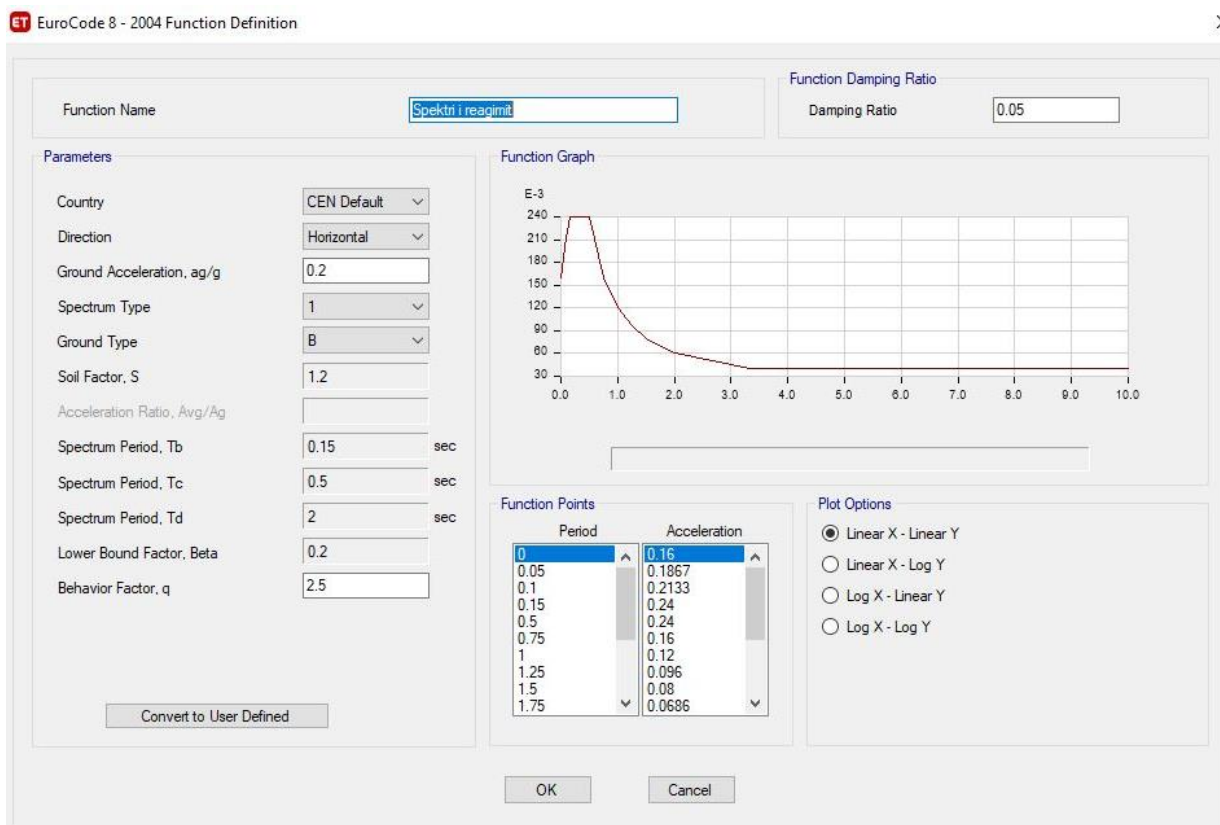 ET EuroCode 8 - 2004 Function Definition
Function Name Spektri i reagimit
Function Damping Ratio
Damping Ratio 0.05
Parameters
Country CEN Default
Direction Horizontal
Ground Acceleration, ag/g 0.2
Spectrum Type 1
Ground Type B
Soil Factor, S 1.2
Acceleration Ratio, Avg/Ag
Spectrum Period, Tb 0.15 sec
Spectrum Period, Tc 0.5 sec
Spectrum Period, Td 2 sec
Lower Bound Factor, Beta 0.2
Behavior Factor, q 2.5
Convert to User Defined
Function Graph
E-3
240
210
180
150
120
90
60
30
0.0 1.0 2.0 3.0 4.0 5.0 6.0 7.0 8.0 9.0 10.0
Function Points
Period Acceleration
0 0.16
0.05 0.1867
0.1 0.2133
0.15 0.24
0.5 0.24
0.75 0.16
1 0.12
1.25 0.096
1.5 0.08
1.75 0.0686
Plot Options
Linear X - Linear Y
Linear X - Log Y
Log X - Linear Y
Log X - Log Y
OK Cancel